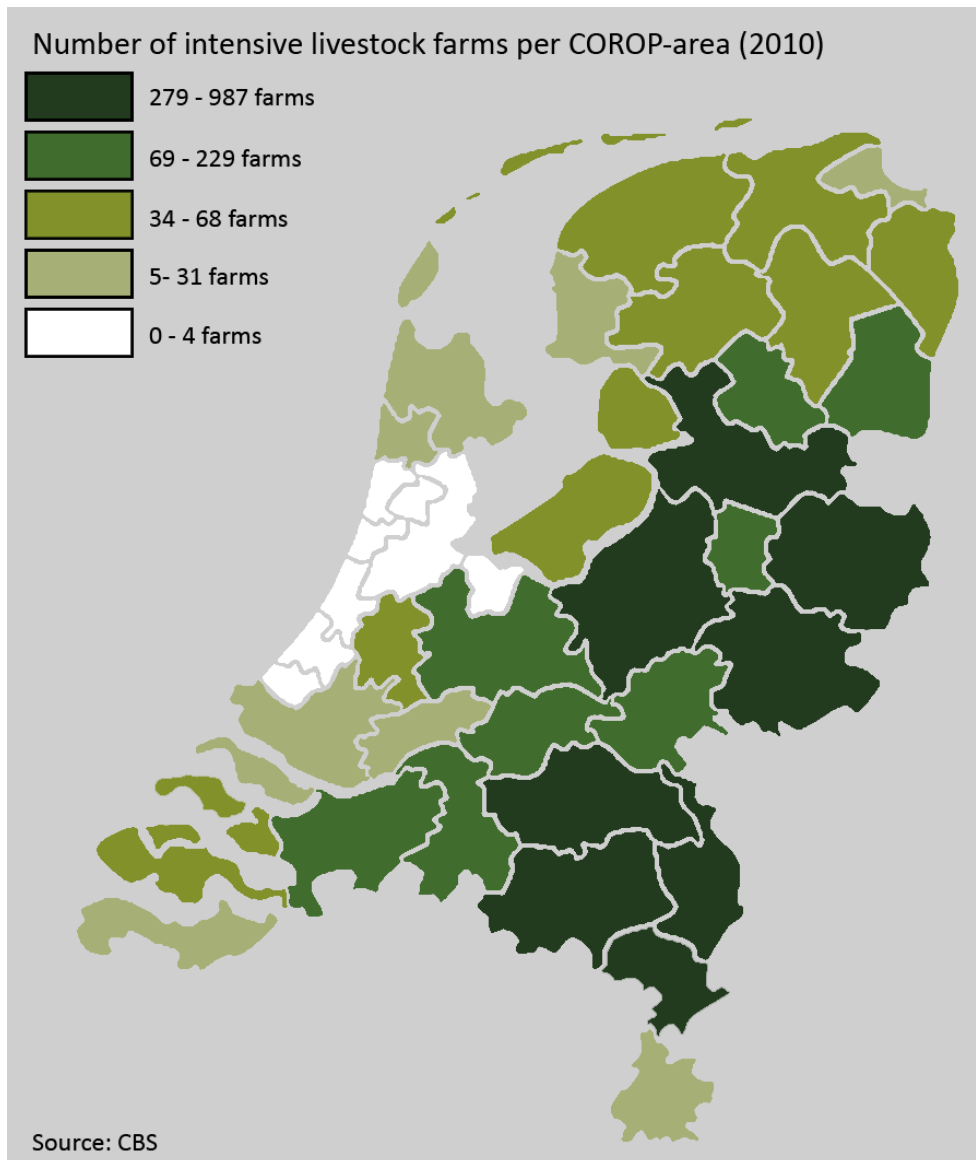 Number of intensive livestock farms per COROP-area (2010)
279 - 987 farms
69 - 229 farms
34 - 68 farms
5- 31 farms
0 - 4 farms
Source: CBS